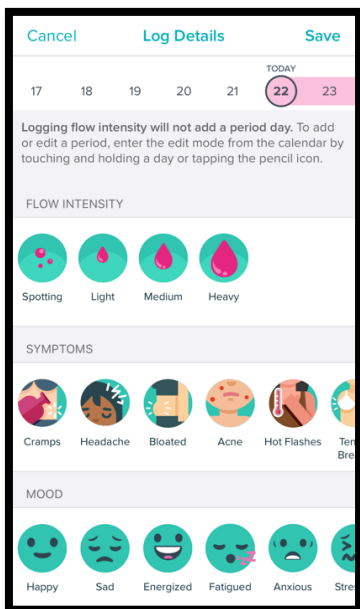 Cancel Log Details Save
TODAY
17 18 19 20 21 22 23
Logging flow intensity will not add a period day. To add
or edit a period, enter the edit mode from the calendar by
touching and holding a day or tapping the pencil icon.
FLOW INTENSITY
Spotting Light Medium Heavy
SYMPTOMS
Cramps Headache Bloated Acne Hot Flashes
MOOD
Happy Sad Energized Fatigued Anxious